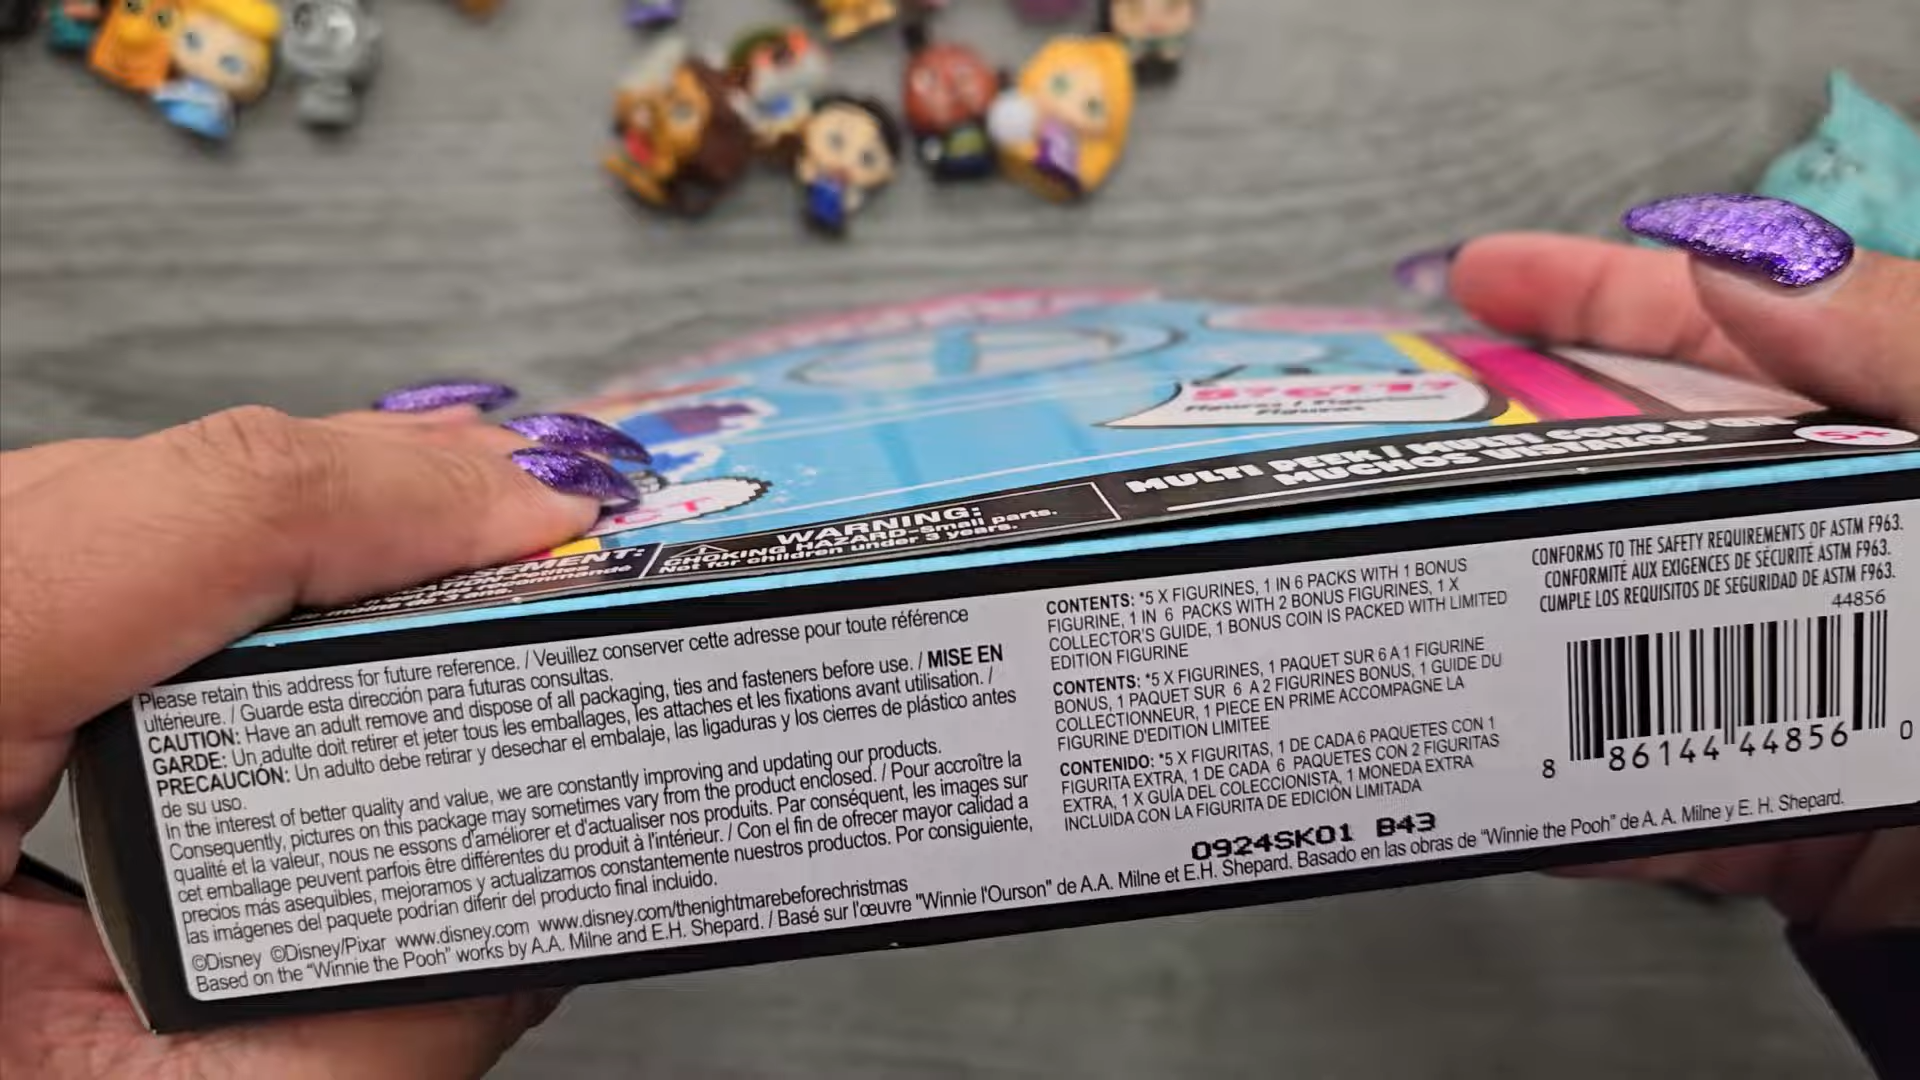 5? 6? 7?
Figures / Figurines
Figuras
MULTI PEEK / MULTI COUP D'
MUCHOS VISTAZOS
5+
WARNING:
CHOKING HAZARD-Small parts.
Not for children under 3 years.
Please retain this address for future reference. / Veuillez conserver cette adresse pour toute référence
ultérieure. / Guarde esta dirección para futuras consultas.
CAUTION: Have an adult remove and dispose of all packaging, ties and fasteners before use. / MISE EN
GARDE: Un adulte doit retirer et jeter tous les emballages, les attaches et les fixations avant utilisation. /
PRECAUCIÓN: Un adulto debe retirar y desechar el embalaje, las ligaduras y los cierres de plástico antes
de su uso.
In the interest of better quality and value, we are constantly improving and updating our products.
Consequently, pictures on this package may sometimes vary from the product enclosed. / Pour accroître la
qualité et la valeur, nous ne essons d'améliorer et d'actualiser nos produits. Par conséquent, les images sur
cet emballage peuvent parfois être différentes du produit à l'intérieur. / Con el fin de ofrecer mayor calidad a
precios más asequibles, mejoramos y actualizamos constantemente nuestros productos. Por consiguiente,
las imágenes del paquete podrían diferir del producto final incluido.
©Disney ©Disney/Pixar www.disney.com www.disney.com/thenightmarebeforechristmas
Based on the "Winnie the Pooh" works by A.A. Milne and E.H. Shepard. / Basé sur l'œuvre "Winnie l'Ourson" de A.A. Milne et E.H. Shepard. Basado en las obras de "Winnie the Pooh" de A. A. Milne y E. H. Shepard.
CONTENTS: *5 X FIGURINES, 1 IN 6 PACKS WITH 1 BONUS
FIGURINE, 1 IN 6 PACKS WITH 2 BONUS FIGURINES, 1 X
COLLECTOR'S GUIDE, 1 BONUS COIN IS PACKED WITH LIMITED
EDITION FIGURINE
CONTENTS: *5 X FIGURINES, 1 PAQUET SUR 6 A 1 FIGURINE
BONUS, 1 PAQUET SUR 6 A 2 FIGURINES BONUS, 1 GUIDE DU
COLLECTIONNEUR, 1 PIECE EN PRIME ACCOMPAGNE LA
FIGURINE D'EDITION LIMITEE
CONTENIDO: *5 X FIGURITAS, 1 DE CADA 6 PAQUETES CON 1
FIGURITA EXTRA, 1 DE CADA 6 PAQUETES CON 2 FIGURITAS
EXTRA, 1 X GUÍA DEL COLECCIONISTA, 1 MONEDA EXTRA
INCLUIDA CON LA FIGURITA DE EDICIÓN LIMITADA
0924SK01 B43
CONFORMS TO THE SAFETY REQUIREMENTS OF ASTM F963.
CONFORMITÉ AUX EXIGENCES DE SÉCURITÉ ASTM F963.
CUMPLE LOS REQUISITOS DE SEGURIDAD DE ASTM F963.
44856
8 86144 44856 0